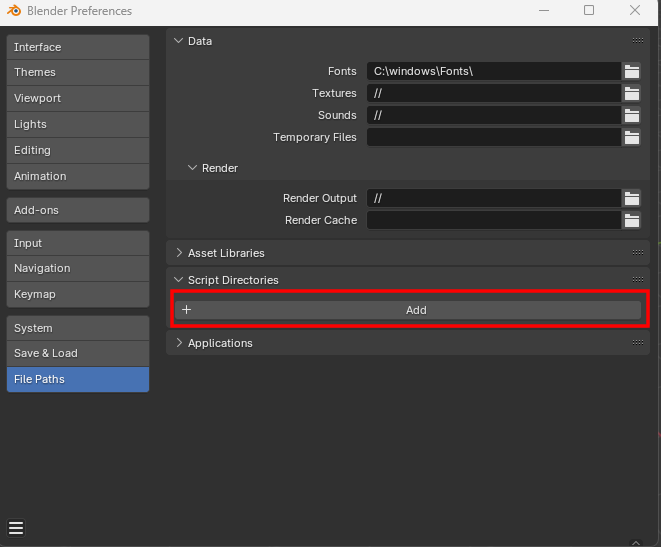 Blender Preferences
Interface
Themes
Viewport
Lights
Editing
Animation
Add-ons
Input
Navigation
Keymap
System
Save & Load
File Paths
Data
Fonts C:\windows\Fonts\
Textures //
Sounds //
Temporary Files
Render
Render Output //
Render Cache
Asset Libraries
Script Directories
+ Add
Applications